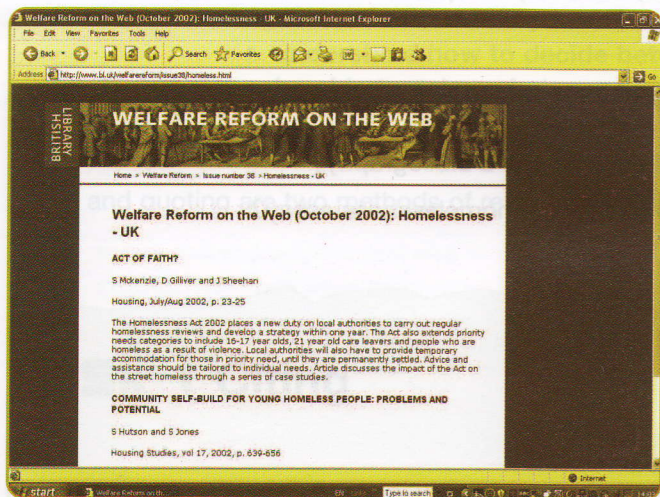 Welfare Reform on the Web (October 2002): Homelessness - UK - Microsoft Internet Explorer
File Edit View Favorites Tools Help
Back Search Favorites
Address http://www.bl.uk/welfarereform/issue38/homeless.html Go
BRITISH LIBRARY
WELFARE REFORM ON THE WEB
Home > Welfare Reform > Issue number 38 > Homelessness - UK
Welfare Reform on the Web (October 2002): Homelessness
- UK
ACT OF FAITH?
S Mckenzie, D Gilliver and J Sheehan
Housing, July/Aug 2002, p. 23-25
The Homelessness Act 2002 places a new duty on local authorities to carry out regular
homelessness reviews and develop a strategy within one year. The Act also extends priority
needs categories to include 16-17 year olds, 21 year old care leavers and people who are
homeless as a result of violence. Local authorities will also have to provide temporary
accommodation for those in priority need, until they are permanently settled. Advice and
assistance should be tailored to individual needs. Article discusses the impact of the Act on
the street homeless through a series of case studies.
COMMUNITY SELF-BUILD FOR YOUNG HOMELESS PEOPLE: PROBLEMS AND
POTENTIAL
S Hutson and S Jones
Housing Studies, vol 17, 2002, p. 639-656
Internet
start Welfare Reform on th... EN Type to search